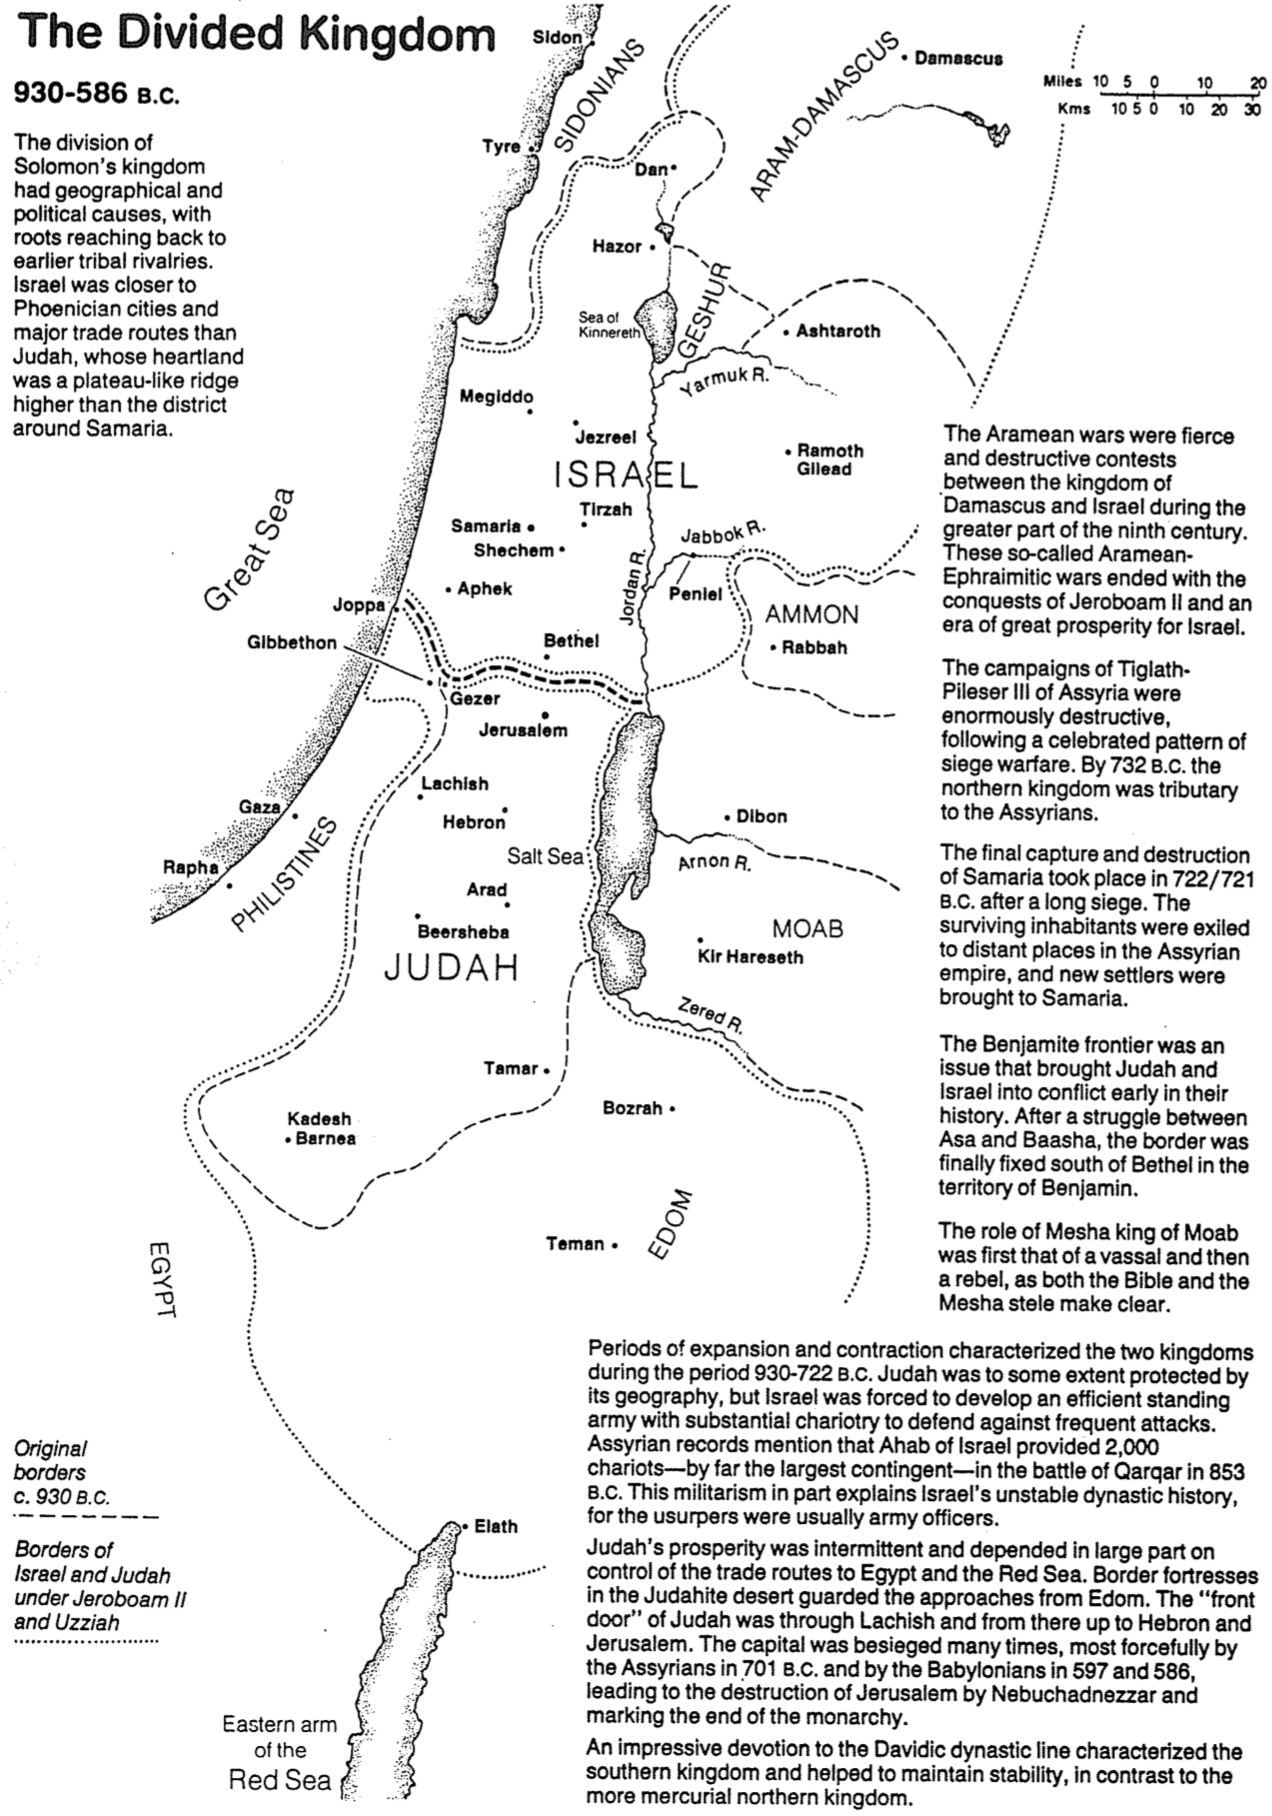 The Divided Kingdom
930-586 B.C.
The division of
Solomon's kingdom
had geographical and
political causes, with
roots reaching back to
earlier tribal rivalries.
Israel was closer to
Phoenician cities and
major trade routes than
Judah, whose heartland
was a plateau-like ridge
higher than the district
around Samaria.
Sidon
SIDONIANS
ARAM-DAMASCUS
Damascus
Miles 10 5 0 10 20
Kms 10 5 0 10 20 30
Tyre
Dan
Hazor
GESHUR
Sea of
Kinnereth
Ashtaroth
Yarmuk R.
Megiddo
Jezreel
Ramoth
Gilead
ISRAEL
Great Sea
Tirzah
Samaria
Shechem
Jabbok R.
Jordan R.
Aphek
Peniel
Joppa
AMMON
Gibbethon
Bethel
Rabbah
Gezer
Jerusalem
Lachish
Gaza
Hebron
Dibon
PHILISTINES
Salt Sea
Arnon R.
Rapha
Arad
Beersheba
MOAB
Kir Hareseth
JUDAH
Zered R.
Tamar
Bozrah
Kadesh
Barnea
EDOM
Teman
EGYPT
The Aramean wars were fierce
and destructive contests
between the kingdom of
Damascus and Israel during the
greater part of the ninth century.
These so-called Aramean-
Ephraimitic wars ended with the
conquests of Jeroboam II and an
era of great prosperity for Israel.
The campaigns of Tiglath-
Pileser III of Assyria were
enormously destructive,
following a celebrated pattern of
siege warfare. By 732 B.C. the
northern kingdom was tributary
to the Assyrians.
The final capture and destruction
of Samaria took place in 722/721
B.C. after a long siege. The
surviving inhabitants were exiled
to distant places in the Assyrian
empire, and new settlers were
brought to Samaria.
The Benjamite frontier was an
issue that brought Judah and
Israel into conflict early in their
history. After a struggle between
Asa and Baasha, the border was
finally fixed south of Bethel in the
territory of Benjamin.
The role of Mesha king of Moab
was first that of a vassal and then
a rebel, as both the Bible and the
Mesha stele make clear.
Periods of expansion and contraction characterized the two kingdoms
during the period 930-722 B.C. Judah was to some extent protected by
its geography, but Israel was forced to develop an efficient standing
army with substantial chariotry to defend against frequent attacks.
Assyrian records mention that Ahab of Israel provided 2,000
chariots—by far the largest contingent—in the battle of Qarqar in 853
B.C. This militarism in part explains Israel's unstable dynastic history,
for the usurpers were usually army officers.
Judah's prosperity was intermittent and depended in large part on
control of the trade routes to Egypt and the Red Sea. Border fortresses
in the Judahite desert guarded the approaches from Edom. The "front
door" of Judah was through Lachish and from there up to Hebron and
Jerusalem. The capital was besieged many times, most forcefully by
the Assyrians in 701 B.C. and by the Babylonians in 597 and 586,
leading to the destruction of Jerusalem by Nebuchadnezzar and
marking the end of the monarchy.
An impressive devotion to the Davidic dynastic line characterized the
southern kingdom and helped to maintain stability, in contrast to the
more mercurial northern kingdom.
Original
borders
c. 930 B.C.
Borders of
Israel and Judah
under Jeroboam II
and Uzziah
Elath
Eastern arm
of the
Red Sea